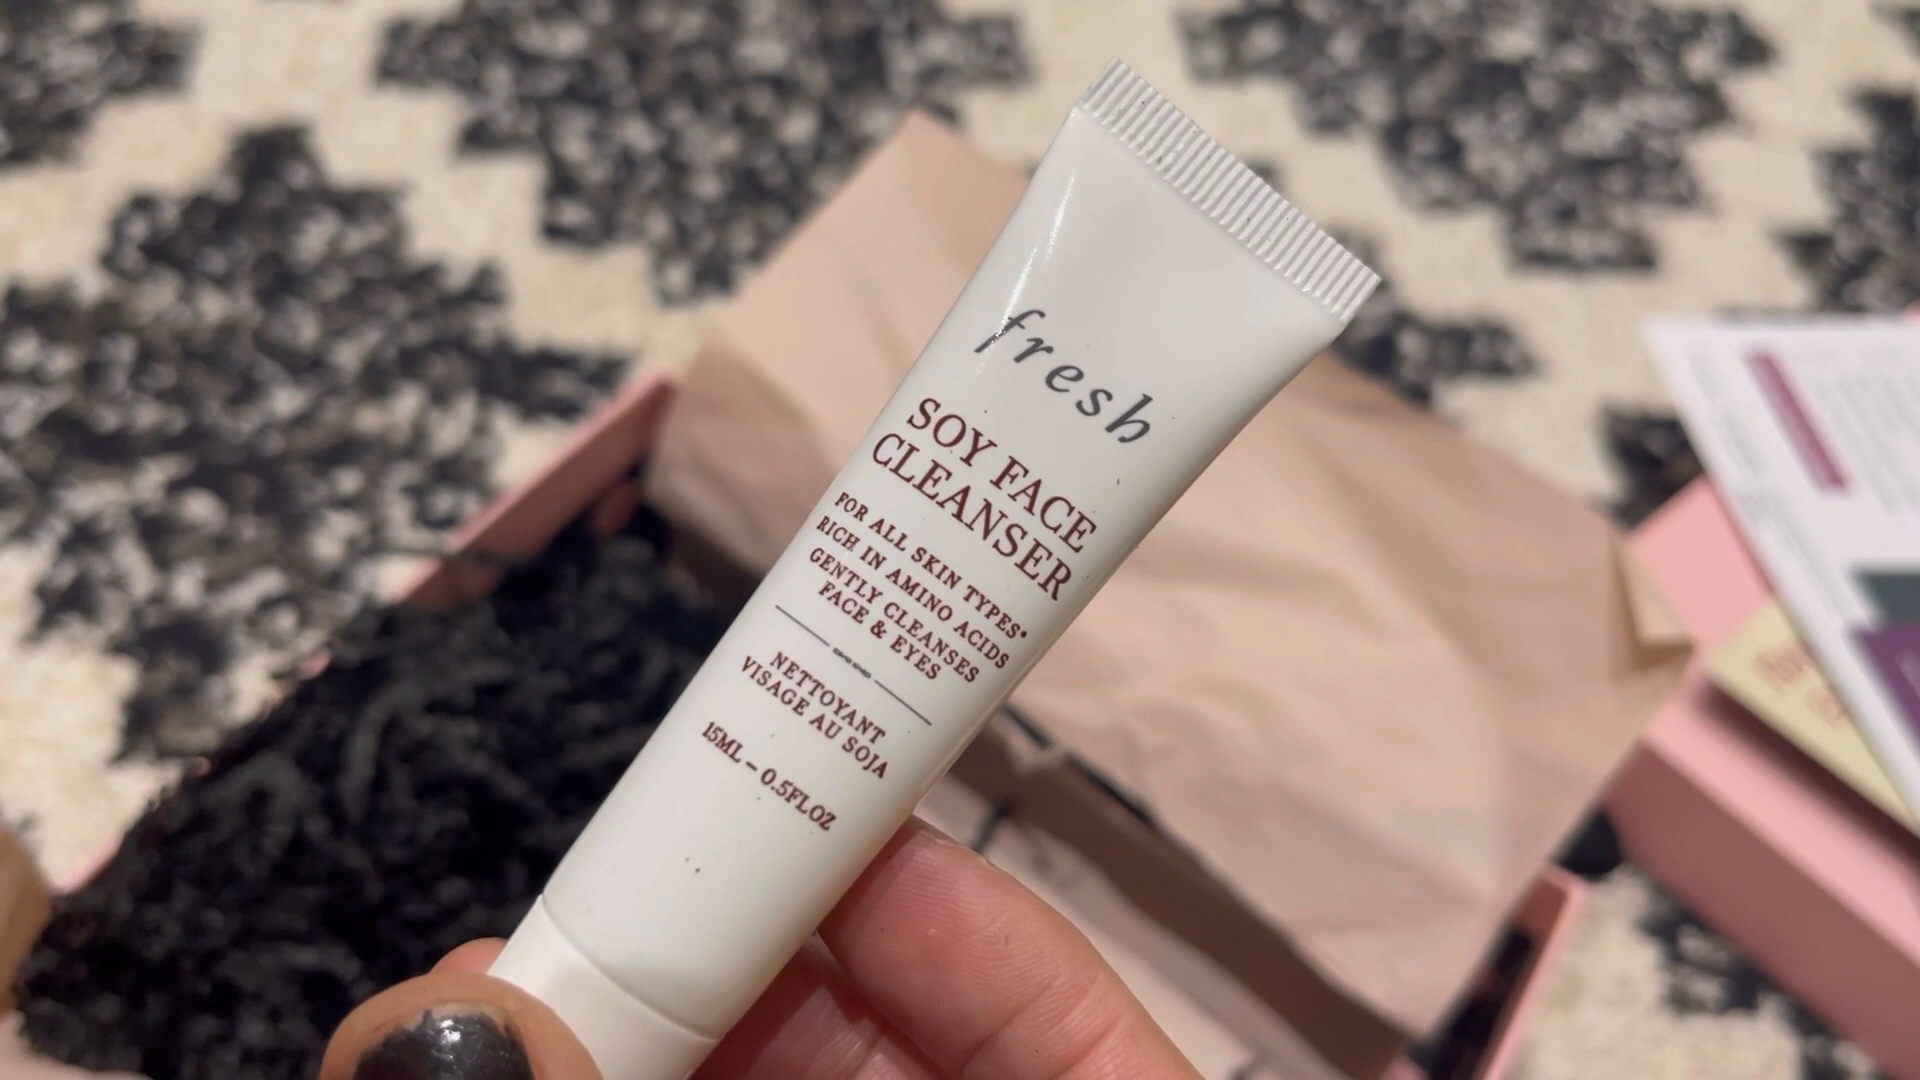 fresh
SOY FACE
CLEANSER
FOR ALL SKIN TYPES*
RICH IN AMINO ACIDS
GENTLY CLEANSES
FACE & EYES
NETTOYANT
VISAGE AU SOJA
15ML – 0.5FLOZ